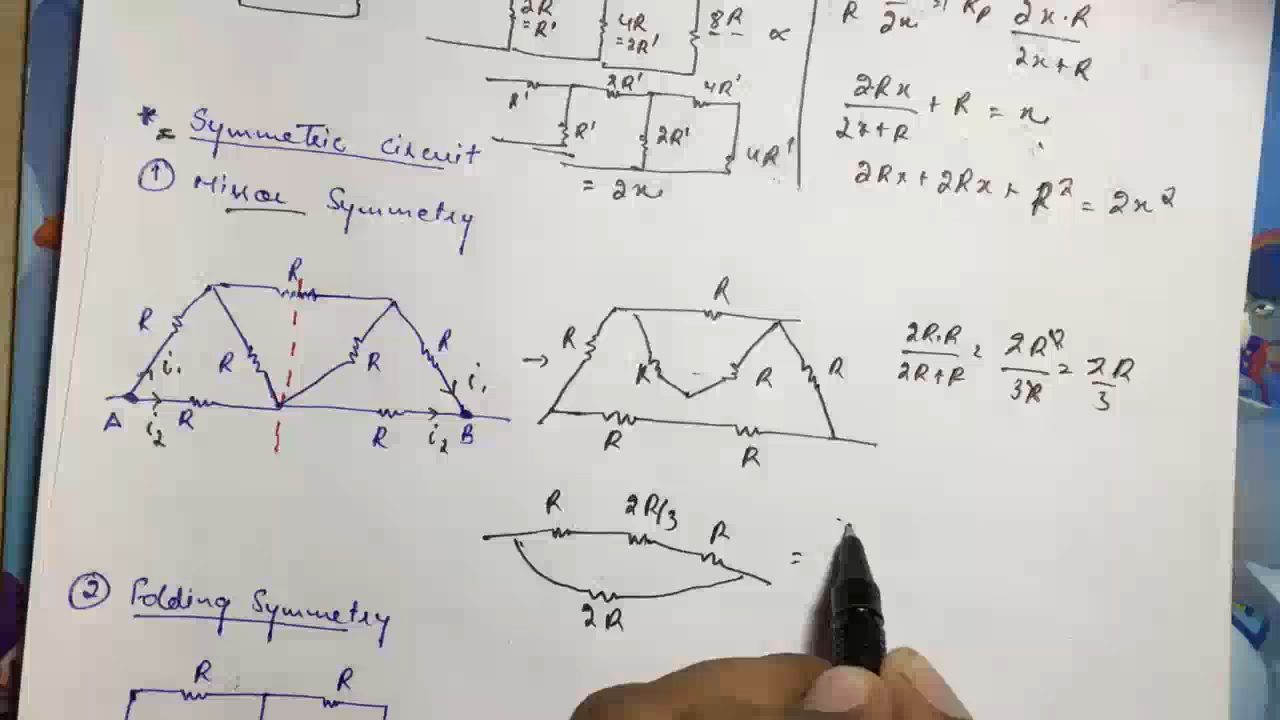 2R
= R'
4R
= 2R'
8R
∝
R' 2R' 4R'
R' 2R' 4R'
= 2x
2x·R
2x+R
2Rx/2x+R + R = x
2Rx + 2Rx + R² = 2x²
* Symmetric circuit
① Mirror Symmetry
R
R R R R
i₁ i₁
A R R B
i₂ i₂
→
R
R R R R
R R
2R·R/2R+R = 2R²/3R = 2R/3
R 2R/3 R
2R
=
② Folding Symmetry
R R